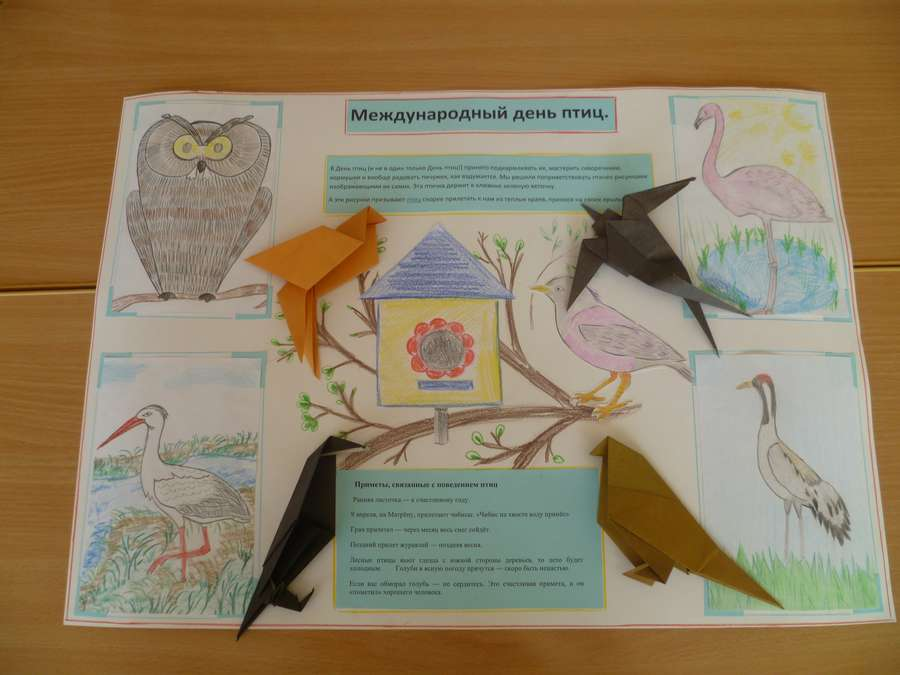 Международный день птиц.
В День птиц (и не в один только День птиц!) принято подкармливать их, мастерить скворечники,
кормушки и вообще радовать пичужек, как вздумается. Мы решили поприветствовать птичек рисунками
изображающими их самих. Эта птичка держит в клювике зеленую веточку.
А эти рисунки призывают птиц скорее прилетать к нам из теплых краев, принося на своих
Приметы, связанные с поведением птиц
Ранняя ласточка — к счастливому году.
9 апреля, на Матрёну, прилетают чибисы. «Чибис на хвосте воду принёс»
Грач прилетел — через месяц весь снег сойдёт.
Поздний прилет журавлей — поздняя весна.
Лесные птицы вьют гнезда с южной стороны деревьев, то лето будет
холодным. Голуби в ясную погоду прячутся — скоро быть ненастью.
Если вас обмарал голубь — не сердитесь. Это счастливая примета, и он
«пометил» хорошего человека.